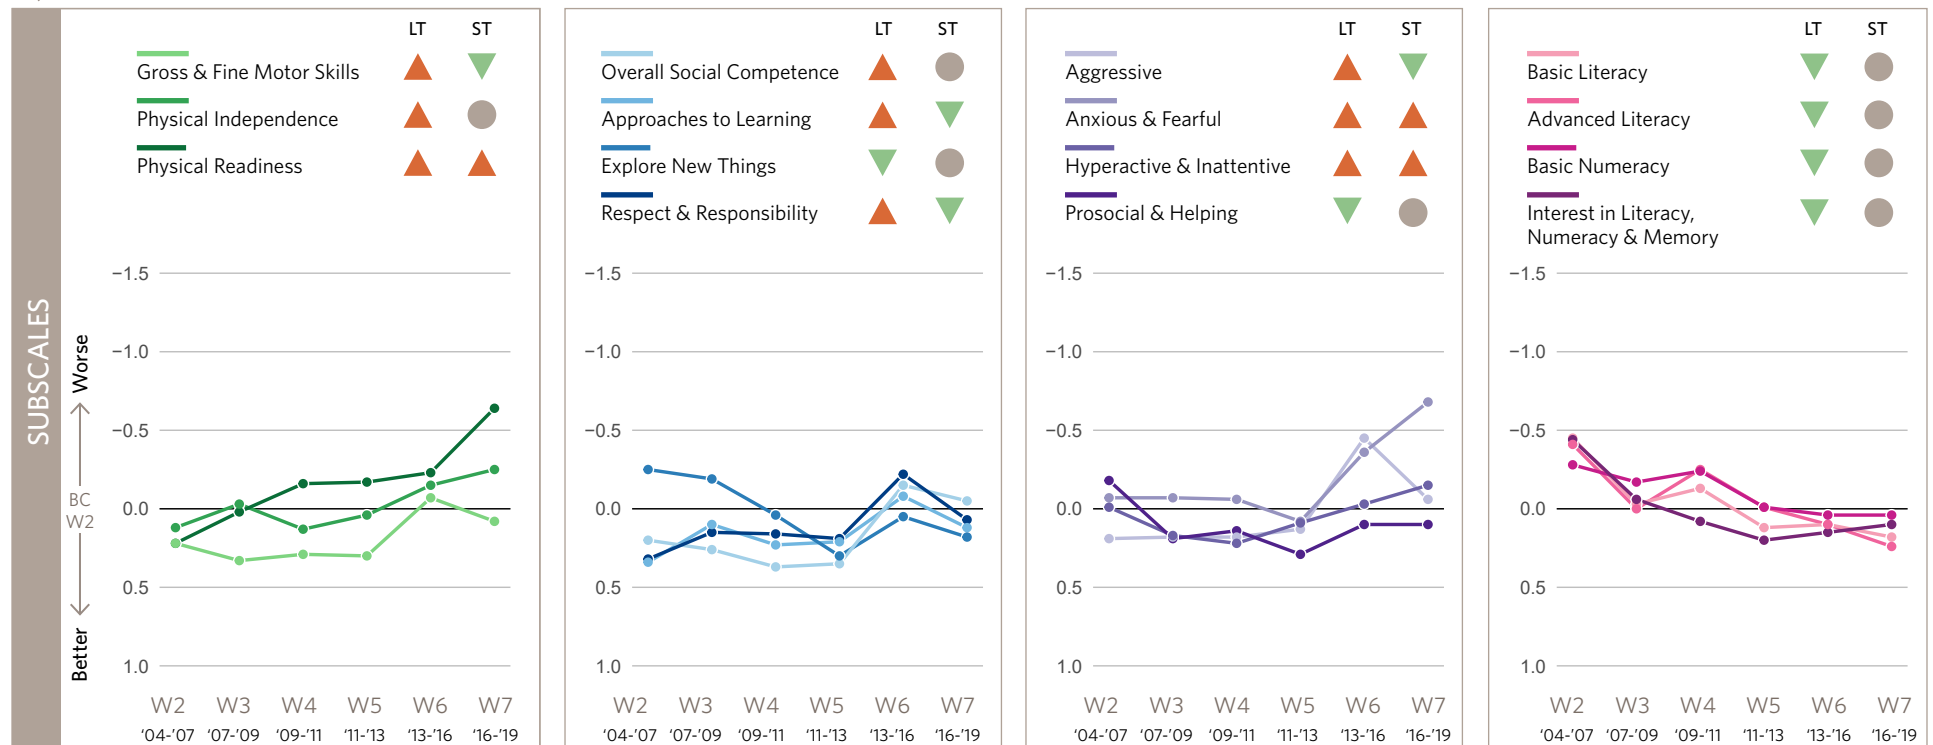 SUBSCALES
Worse
BC
W2
Better
LT ST
Gross & Fine Motor Skills
Physical Independence
Physical Readiness
−1.5
−1.0
−0.5
0.0
0.5
1.0
W2 W3 W4 W5 W6 W7
‘04-’07 ‘07-’09 ‘09-’11 ‘11-’13 ‘13-’16 ‘16-’19
LT ST
Overall Social Competence
Approaches to Learning
Explore New Things
Respect & Responsibility
−1.5
−1.0
−0.5
0.0
0.5
1.0
W2 W3 W4 W5 W6 W7
‘04-’07 ‘07-’09 ‘09-’11 ‘11-’13 ‘13-’16 ‘16-’19
LT ST
Aggressive
Anxious & Fearful
Hyperactive & Inattentive
Prosocial & Helping
−1.5
−1.0
−0.5
0.0
0.5
1.0
W2 W3 W4 W5 W6 W7
‘04-’07 ‘07-’09 ‘09-’11 ‘11-’13 ‘13-’16 ‘16-’19
LT ST
Basic Literacy
Advanced Literacy
Basic Numeracy
Interest in Literacy,
Numeracy & Memory
−1.5
−1.0
−0.5
0.0
0.5
1.0
W2 W3 W4 W5 W6 W7
‘04-’07 ‘07-’09 ‘09-’11 ‘11-’13 ‘13-’16 ‘16-’19